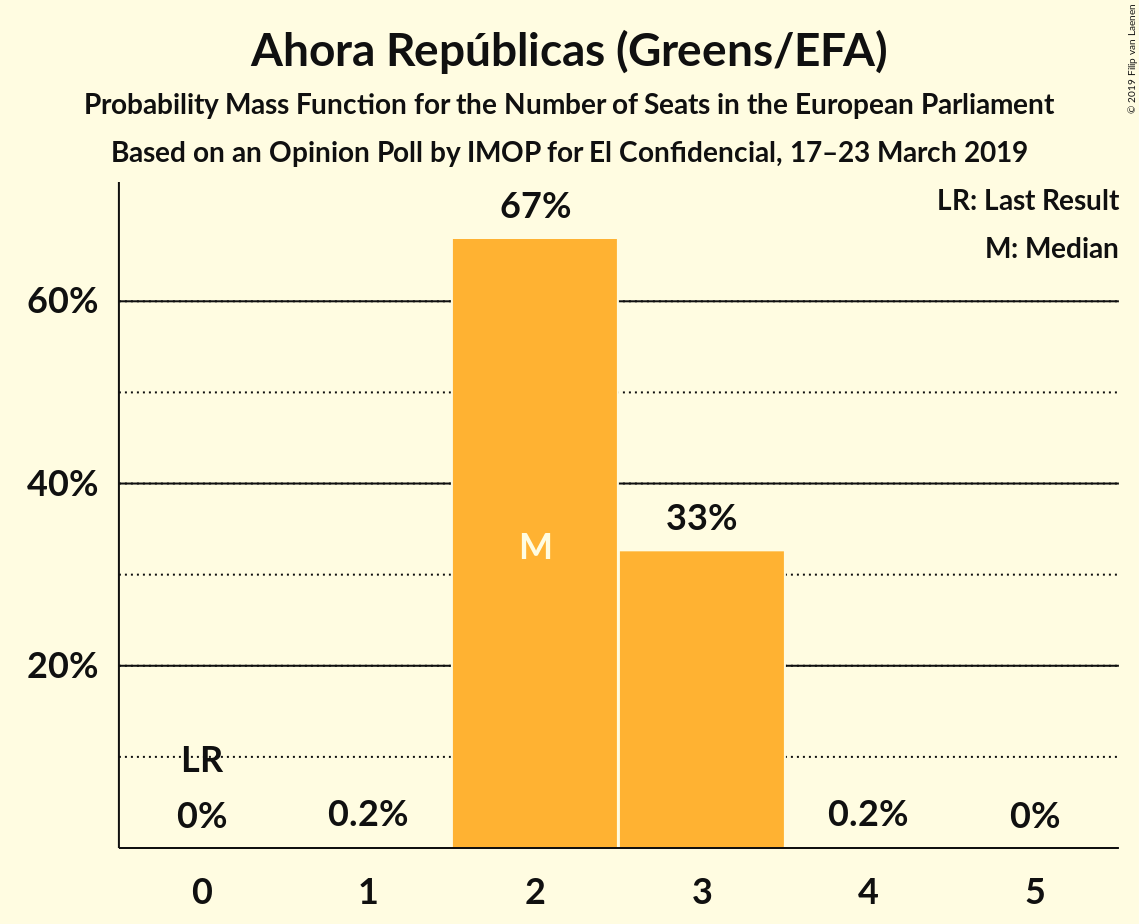 Ahora Repúblicas (Greens/EFA)
Probability Mass Function for the Number of Seats in the European Parliament
Based on an Opinion Poll by IMOP for El Confidencial, 17–23 March 2019
© 2019 Filip van Laenen
LR: Last Result
M: Median
67%
60%
40%
33%
M
20%
LR
0%
0.2%
0.2%
0%
0 1 2 3 4 5